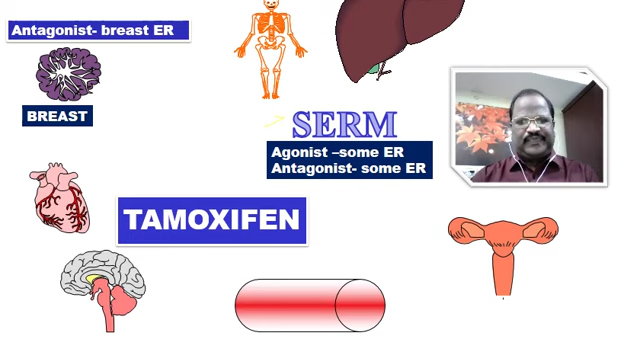 Antagonist- breast ER
BREAST
SERM
Agonist –some ER
Antagonist- some ER
TAMOXIFEN